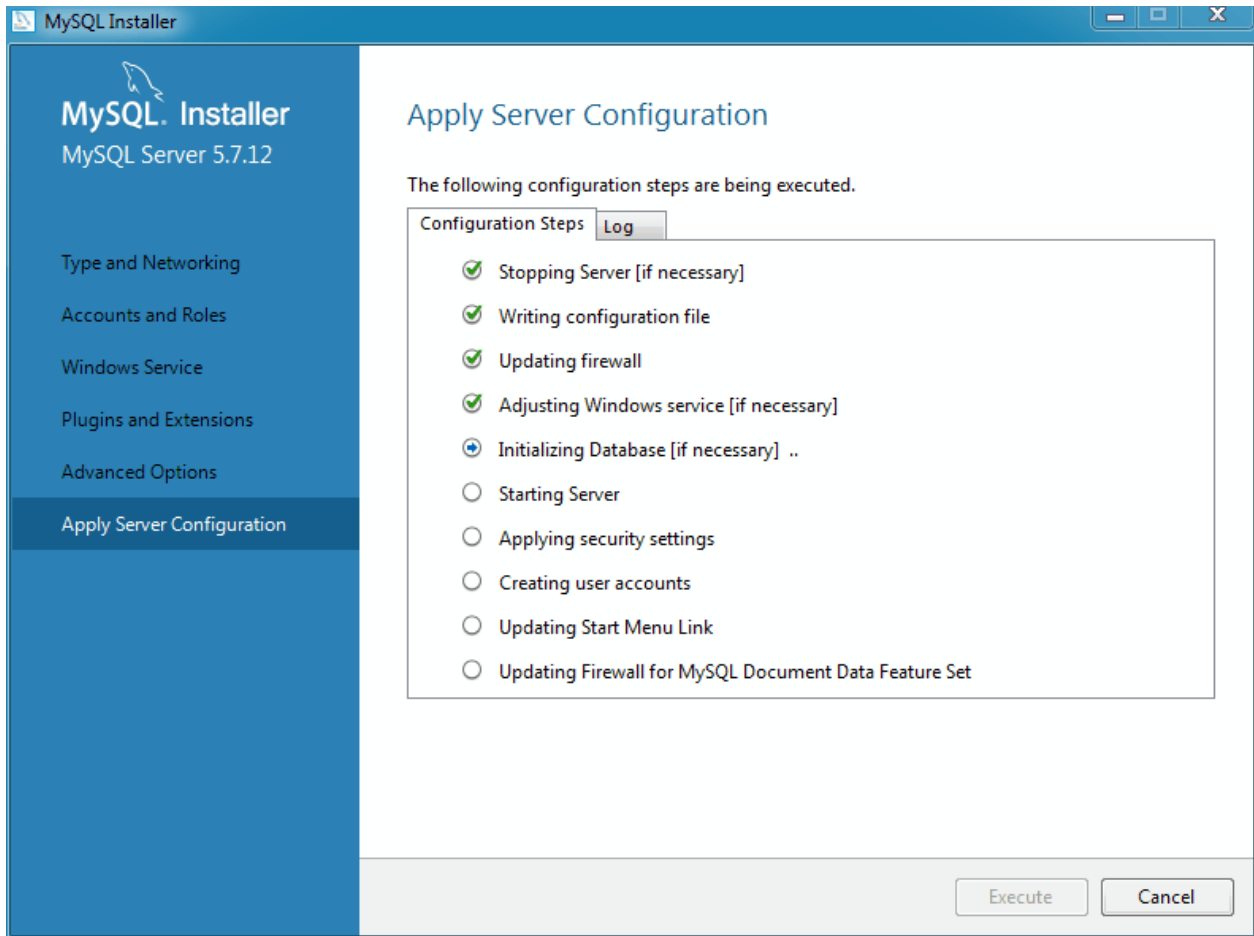 MySQL Installer
MySQL. Installer
MySQL Server 5.7.12
Type and Networking
Accounts and Roles
Windows Service
Plugins and Extensions
Advanced Options
Apply Server Configuration
Apply Server Configuration
The following configuration steps are being executed.
Configuration Steps Log
Stopping Server [if necessary]
Writing configuration file
Updating firewall
Adjusting Windows service [if necessary]
Initializing Database [if necessary] ..
Starting Server
Applying security settings
Creating user accounts
Updating Start Menu Link
Updating Firewall for MySQL Document Data Feature Set
Execute Cancel